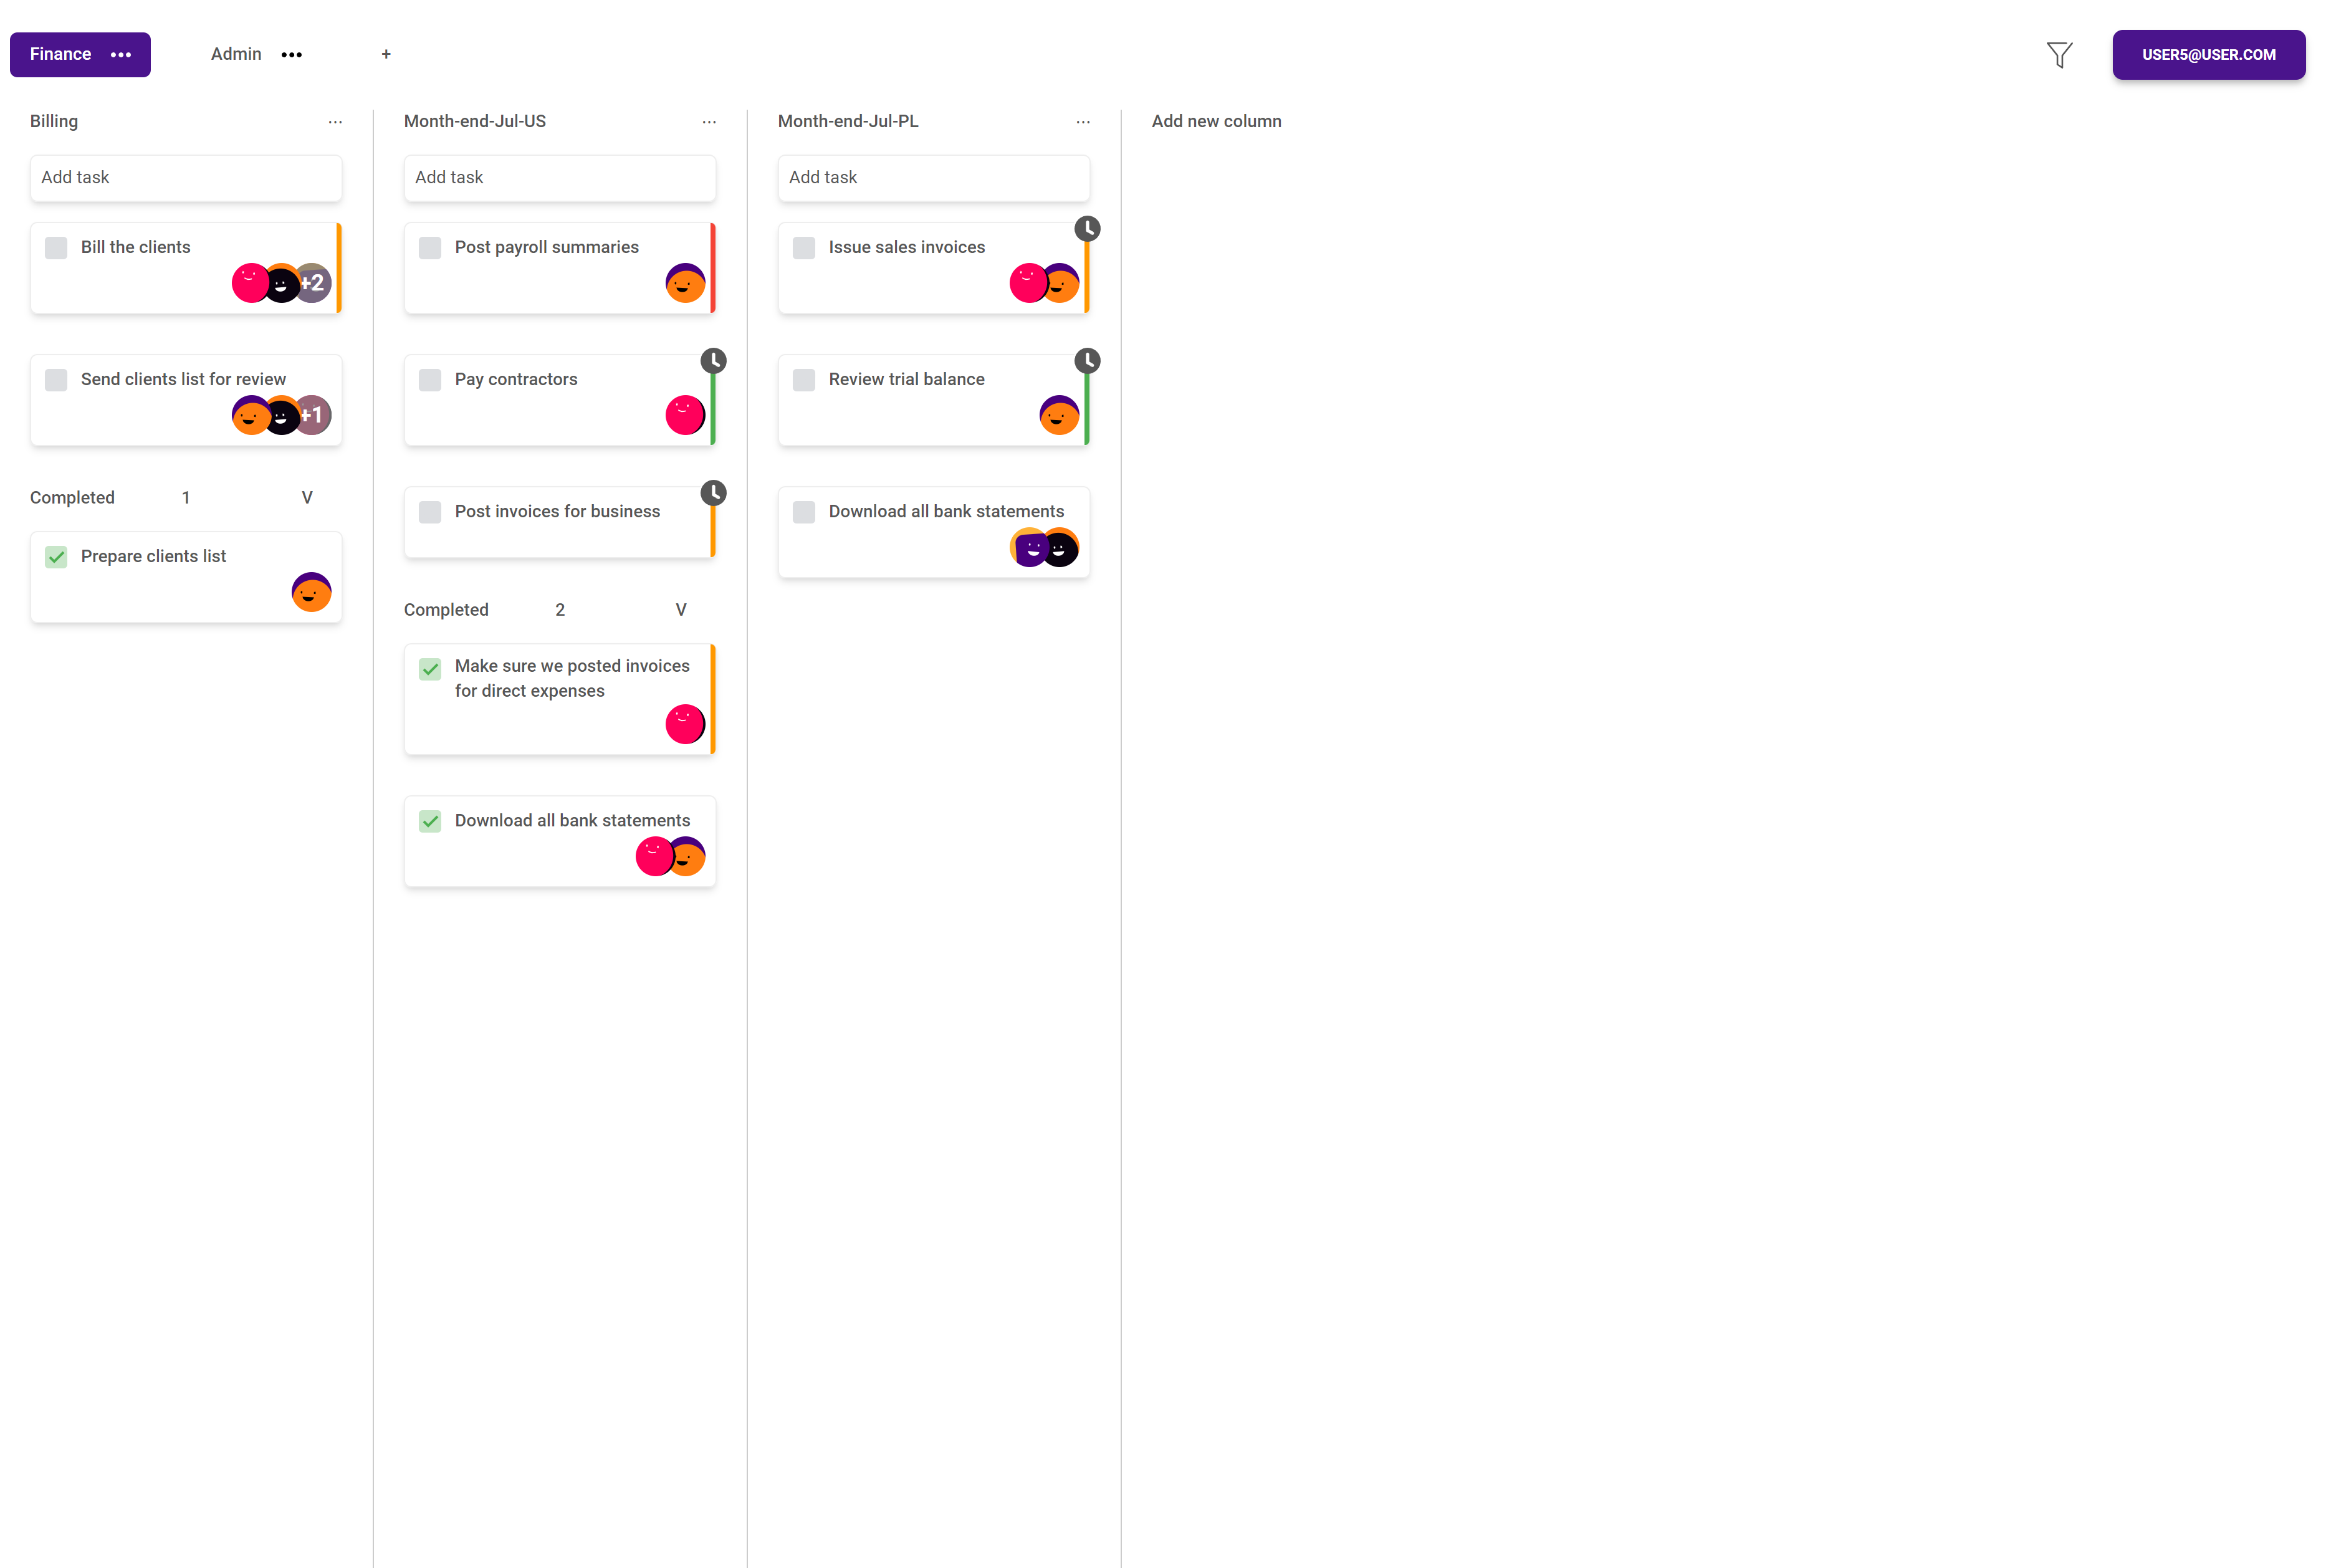 Finance
Admin
+
USER5@USER.COM
Billing
Add task
Bill the clients
+2
Send clients list for review
+1
Completed 1 V
Prepare clients list
Month-end-Jul-US
Add task
Post payroll summaries
Pay contractors
Post invoices for business
Completed 2 V
Make sure we posted invoices
for direct expenses
Download all bank statements
Month-end-Jul-PL
Add task
Issue sales invoices
Review trial balance
Download all bank statements
Add new column